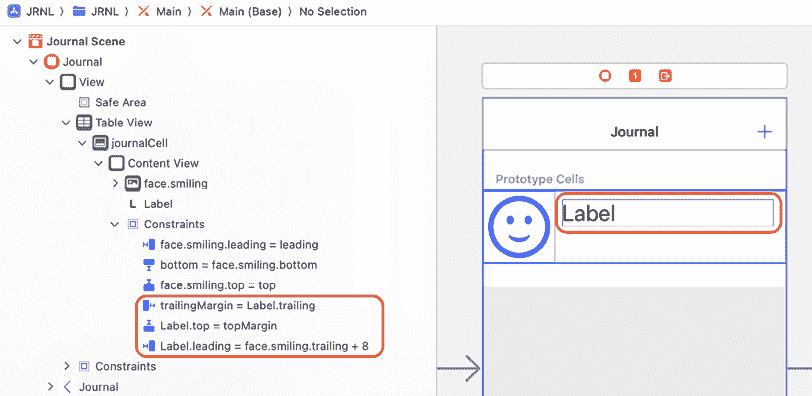 JRNL 〉 JRNL 〉 Main 〉 Main (Base) 〉 No Selection
Journal Scene
Journal
View
Safe Area
Table View
journalCell
Content View
face.smiling
L Label
Constraints
face.smiling.leading = leading
bottom = face.smiling.bottom
face.smiling.top = top
trailingMargin = Label.trailing
Label.top = topMargin
Label.leading = face.smiling.trailing + 8
Constraints
Journal
1
Journal +
Prototype Cells
Label